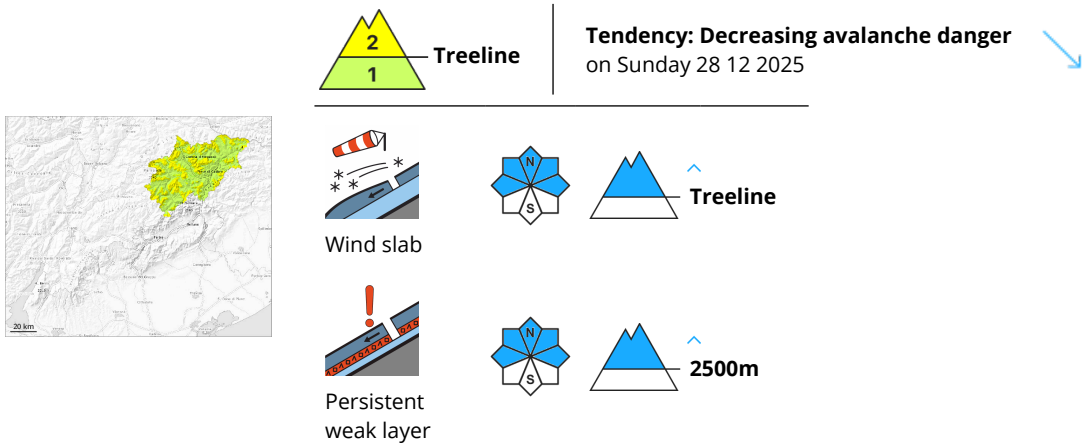 2
Treeline
1
Tendency: Decreasing avalanche danger
on Sunday 28 12 2025
20 km
N
S
Treeline
Wind slab
N
S
2500m
Persistent
weak layer